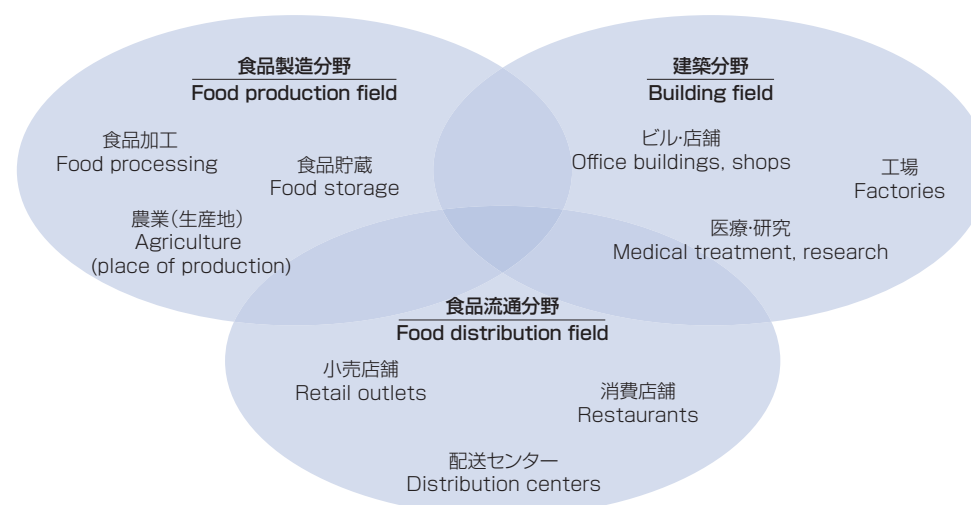 食品製造分野
Food production field
食品加工
Food processing
食品貯蔵
Food storage
農業（生産地）
Agriculture
(place of production)
建築分野
Building field
ビル・店舗
Office buildings, shops
工場
Factories
医療・研究
Medical treatment, research
食品流通分野
Food distribution field
小売店舗
Retail outlets
消費店舗
Restaurants
配送センター
Distribution centers